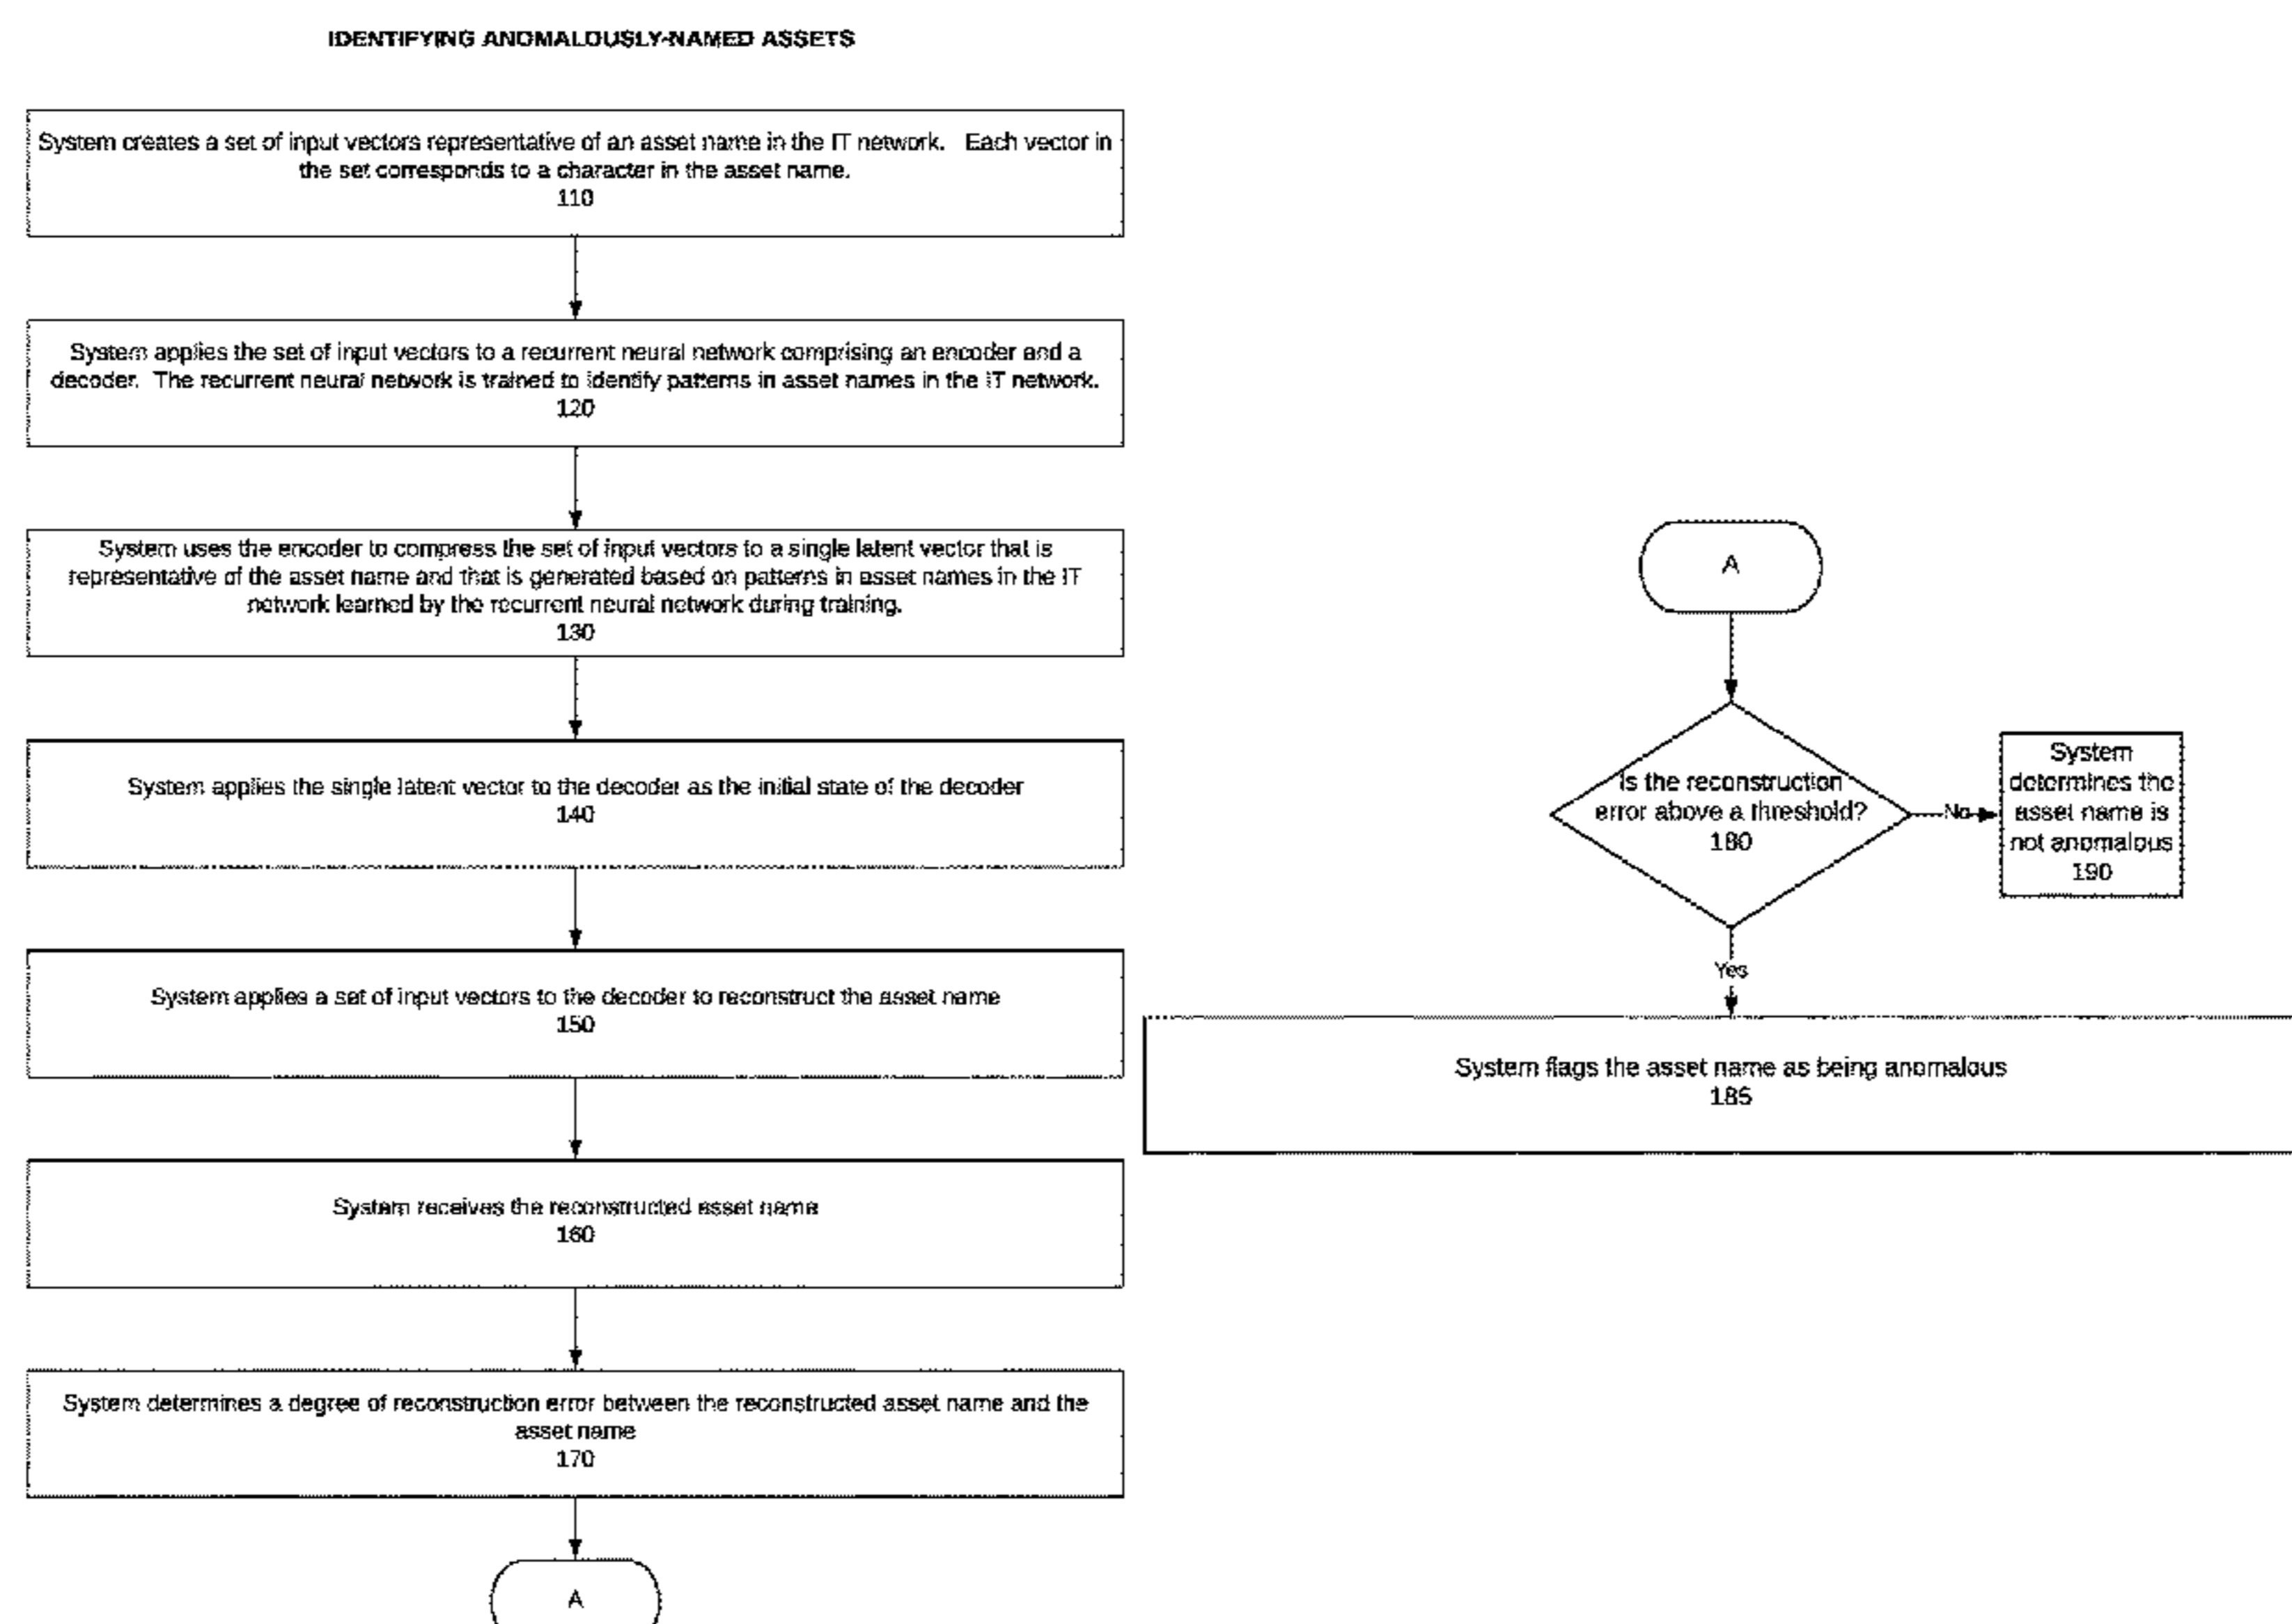 IDENTIFYING ANOMALOUSLY-NAMED ASSETS
System creates a set of input vectors representative of an asset name in the IT network. Each vector in
the set corresponds to a character in the asset name.
110
System applies the set of input vectors to a recurrent neural network comprising an encoder and a
decoder. The recurrent neural network is trained to identify patterns in asset names in the IT network.
120
System uses the encoder to compress the set of input vectors to a single latent vector that is
representative of the asset name and that is generated based on patterns in asset names in the IT
network learned by the recurrent neural network during training.
130
System applies the single latent vector to the decoder as the initial state of the decoder
140
System applies a set of input vectors to the decoder to reconstruct the asset name
150
System receives the reconstructed asset name
160
System determines a degree of reconstruction error between the reconstructed asset name and the
asset name
170
A
A
Is the reconstruction
error above a threshold?
180
No
System
determines the
asset name is
not anomalous
190
Yes
System flags the asset name as being anomalous
185